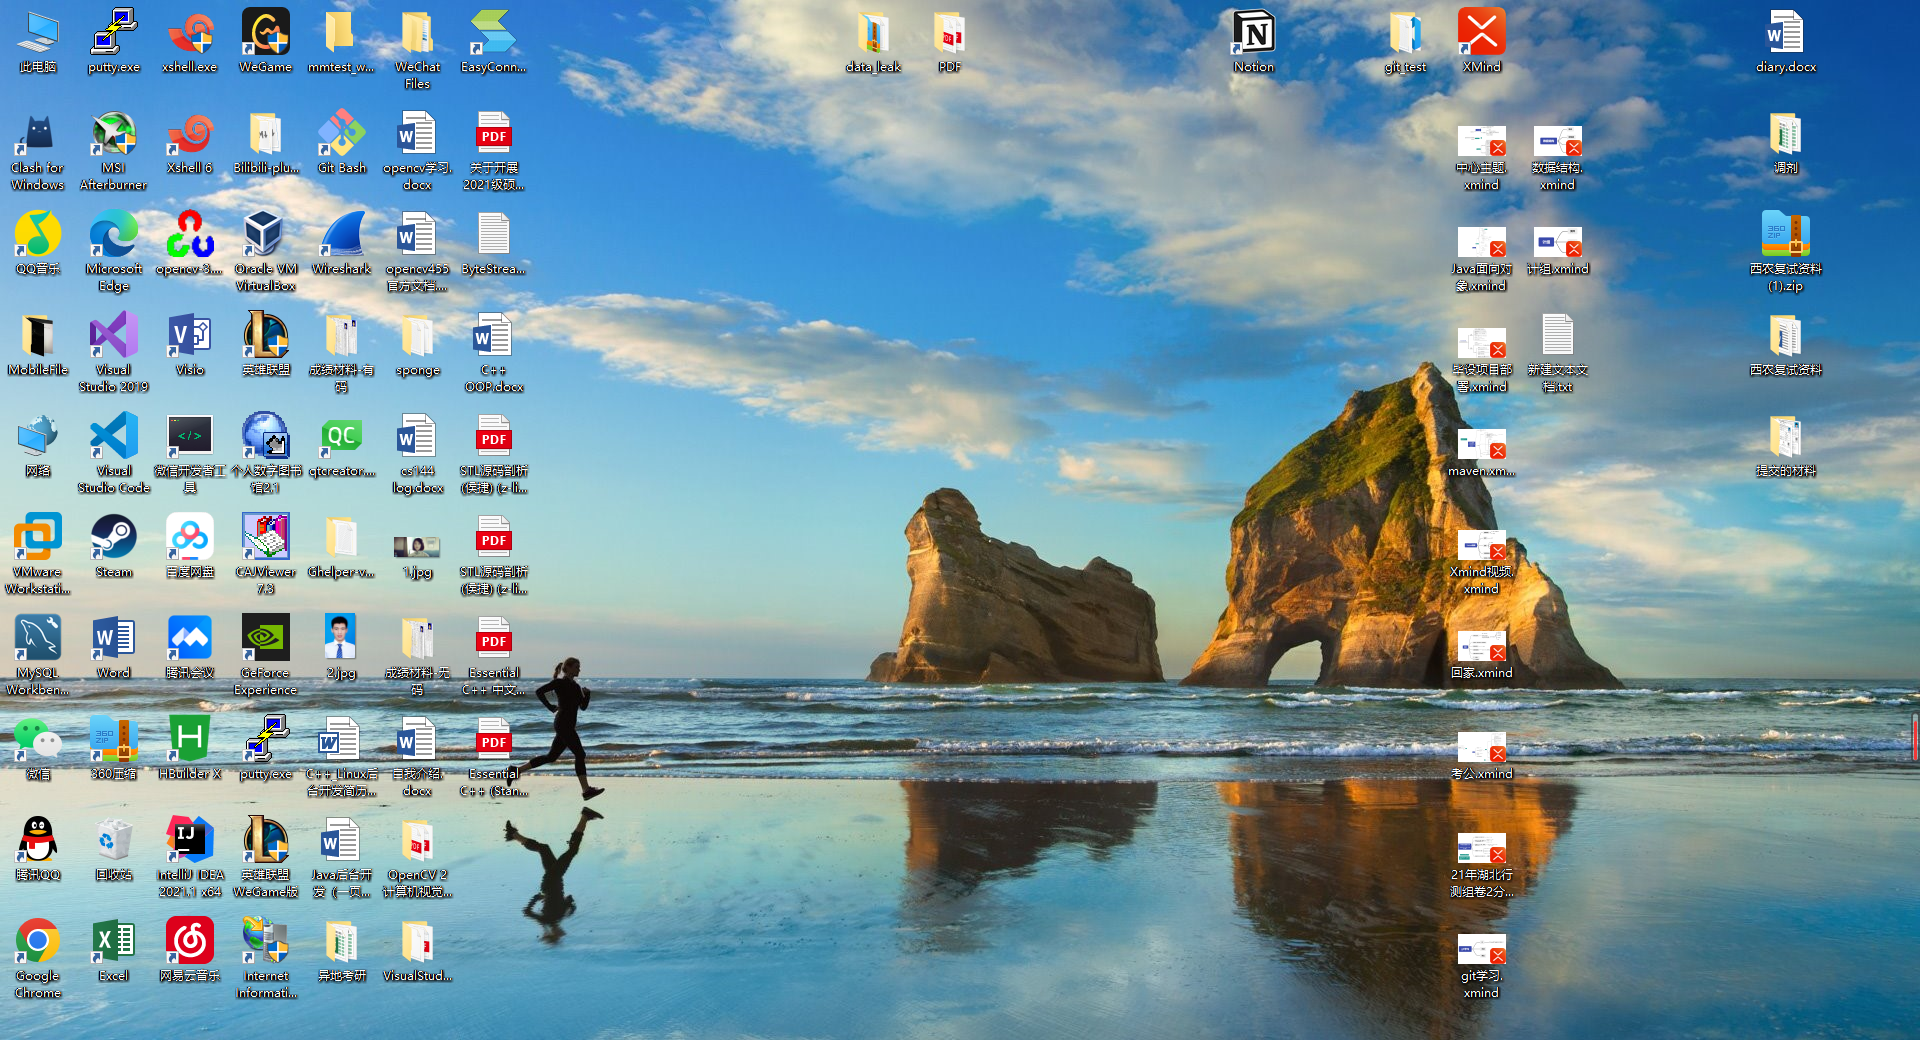 此电脑
putty.exe
xshell.exe
WeGame
mmtest_w...
WeChat
Files
EasyConn...
data_leak
PDF
Notion
git_test
XMind
diary.docx
Clash for
Windows
MSI
Afterburner
Xshell 6
Bilibili-plu...
Git Bash
opencv学习.
docx
关于开展
2021级硕...
中心主题.
xmind
数据结构.
xmind
调剂
QQ音乐
Microsoft
Edge
opencv-3....
Oracle VM
VirtualBox
Wireshark
opencv455
官方文档....
ByteStrea...
Java面向对
象.xmind
计组.xmind
西农复试资料
(1).zip
MobileFile
Visual
Studio 2019
Visio
英雄联盟
成绩材料-有
码
sponge
C++
OOP.docx
毕设项目部
署.xmind
新建文本文
档.txt
西农复试资料
网络
Visual
Studio Code
微信开发者工
具
个人数字图书
馆2.1
qtcreator....
cs144
log.docx
STL源码剖析
(侯捷) (z-li...
maven.xm...
提交的材料
VMware
Workstati...
Steam
百度网盘
CAJViewer
7.3
Ghelper-v...
1.jpg
STL源码剖析
(侯捷) (z-li...
Xmind视频.
xmind
MySQL
Workben...
Word
腾讯会议
GeForce
Experience
2.jpg
成绩材料-无
码
Essential
C++ 中文...
回家.xmind
微信
360压缩
HBuilder X
putty.exe
C++_Linux后
台开发简历...
自我介绍.
docx
Essential
C++ (Stan...
考公.xmind
腾讯QQ
回收站
IntelliJ IDEA
2021.1 x64
英雄联盟
WeGame版
Java后台开
发（一页...
OpenCV 2
计算机视觉...
21年湖北行
测组卷2分...
Google
Chrome
Excel
网易云音乐
Internet
Informati...
异地考研
VisualStud...
git学习.
xmind